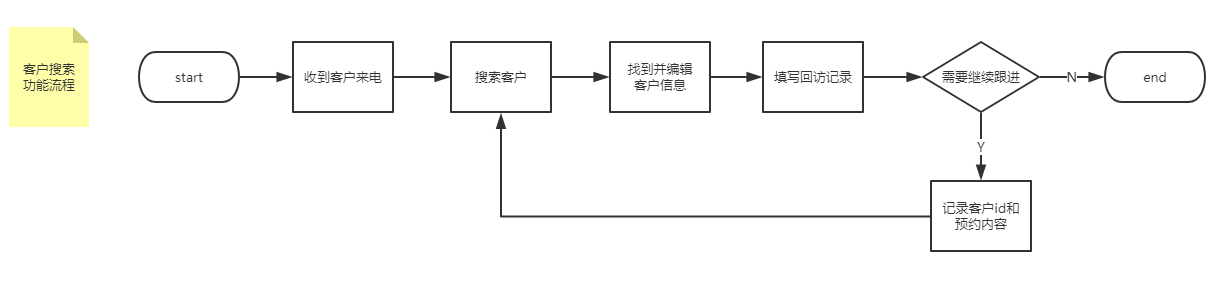 客户搜索
功能流程
start
收到客户来电
搜索客户
找到并编辑
客户信息
填写回访记录
需要继续跟进
N
end
Y
记录客户id和
预约内容